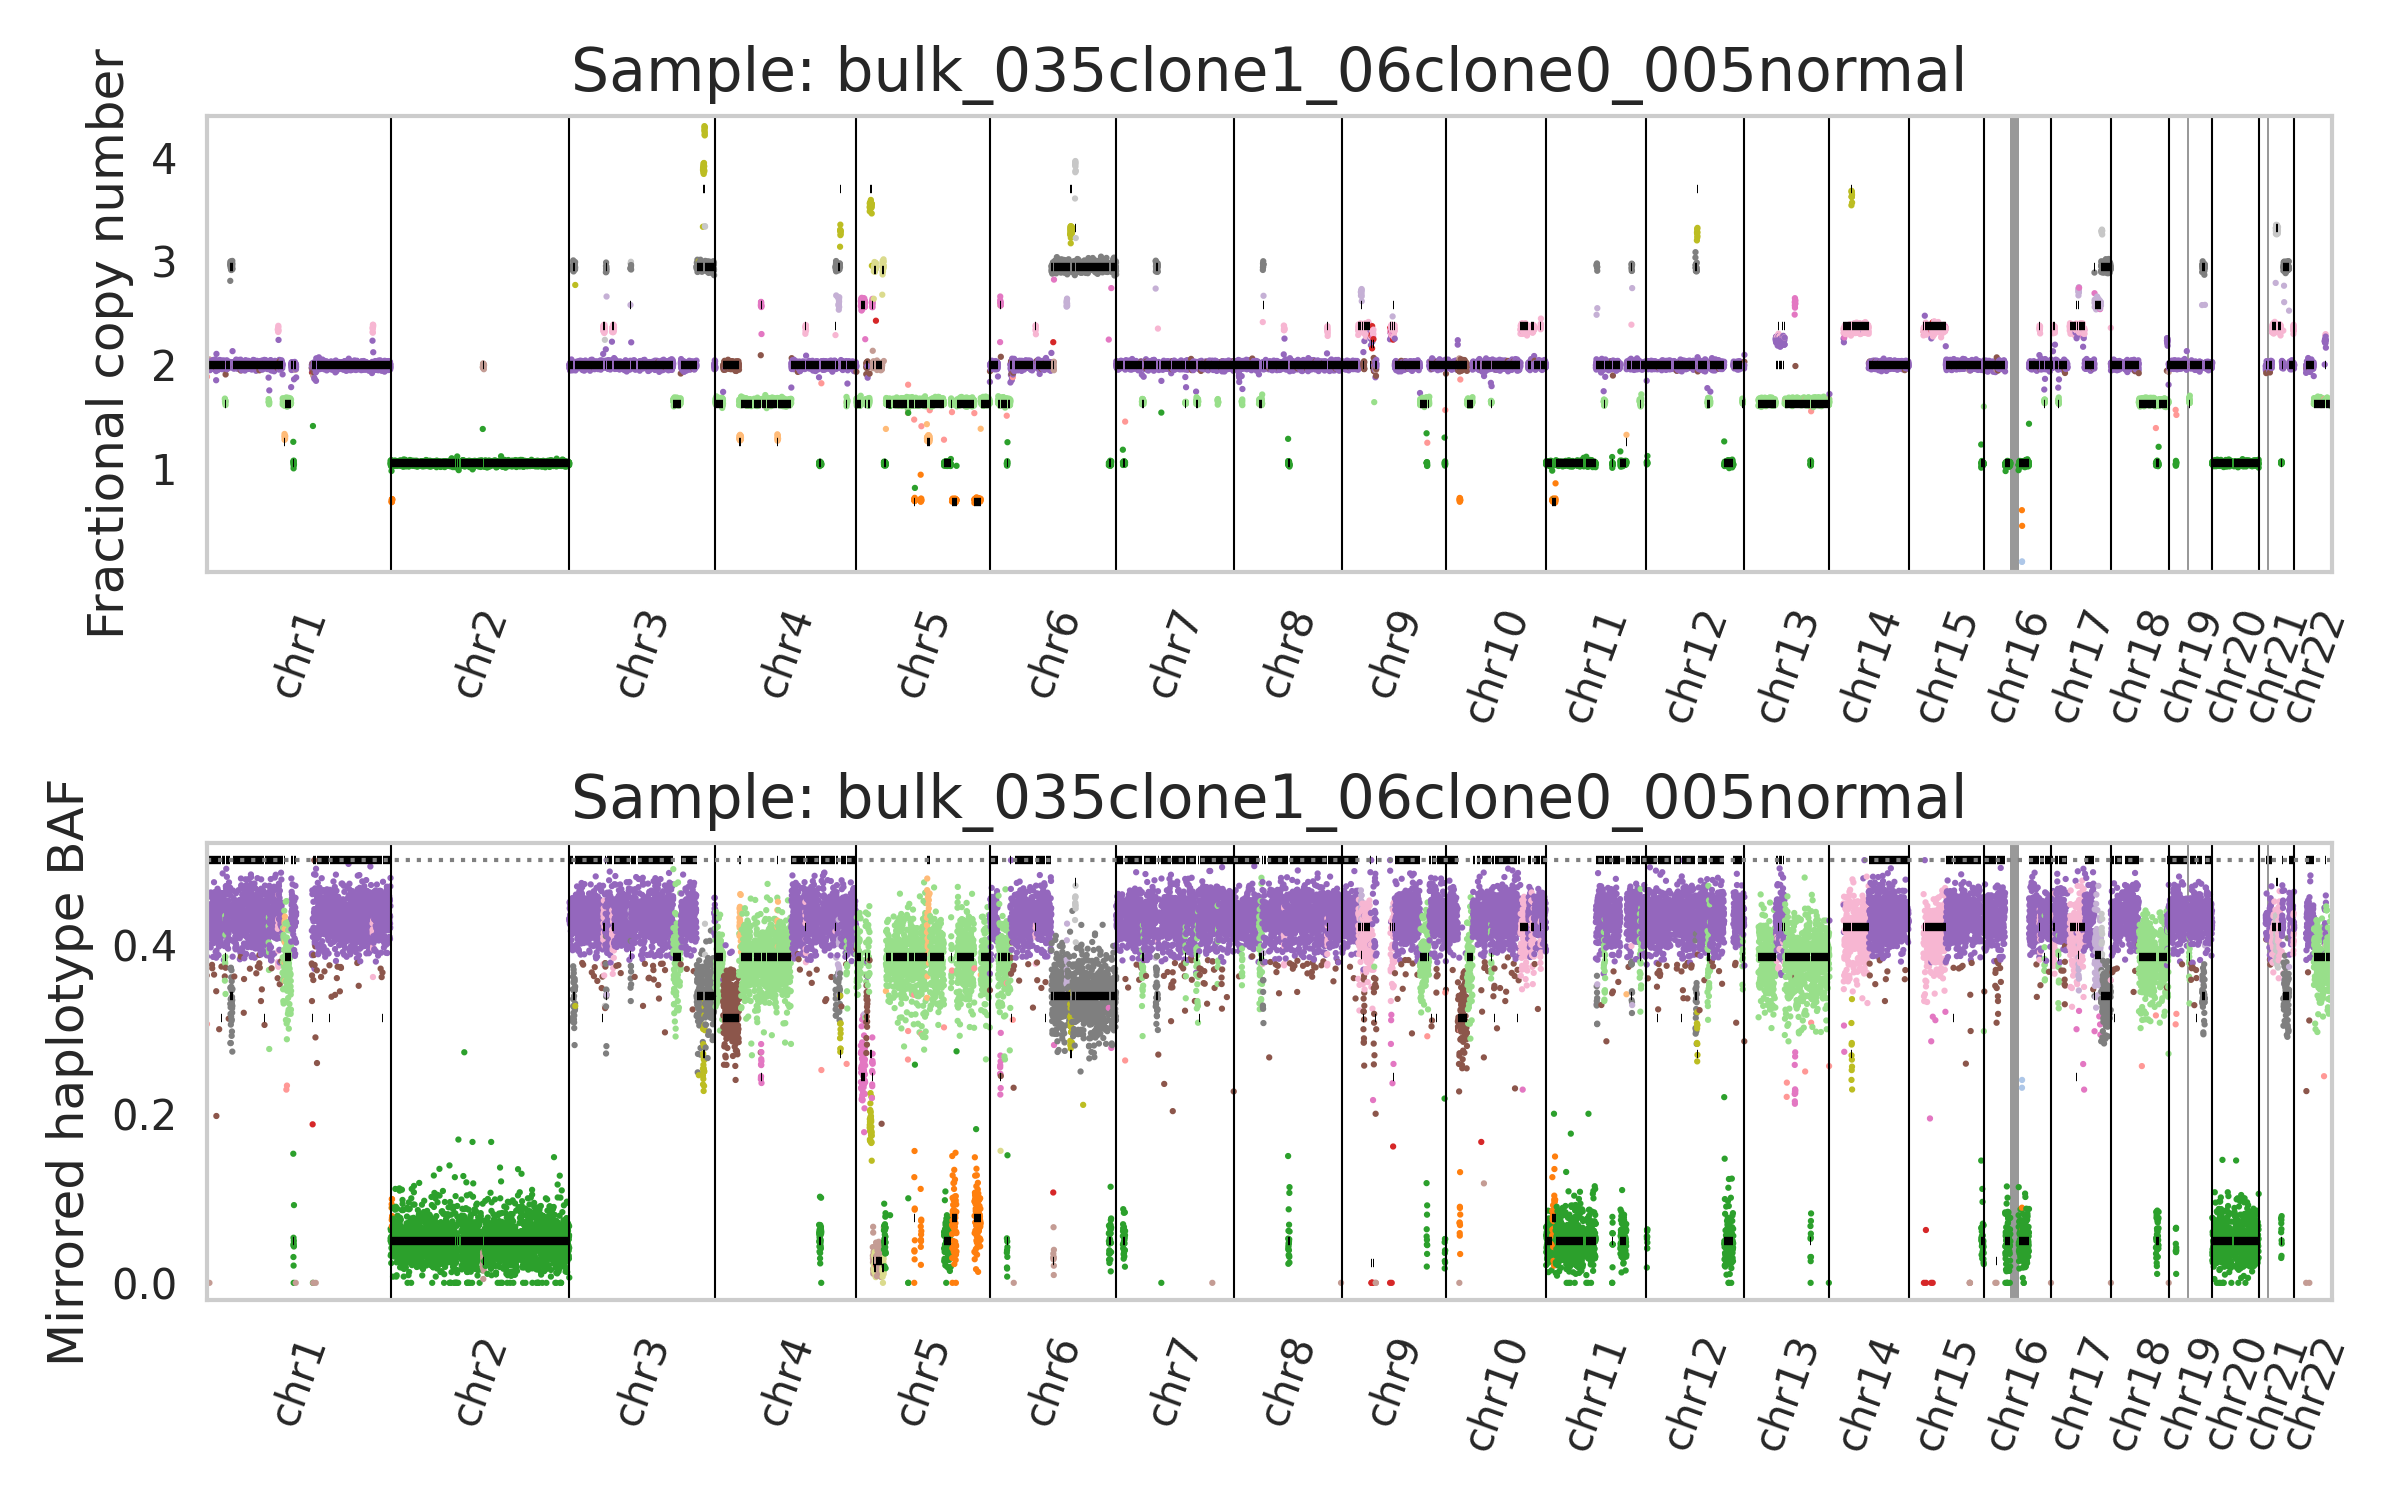 Sample: bulk_035clone1_06clone0_005normal
Fractional copy number
4
3
2
1
chr1 chr2 chr3 chr4 chr5 chr6 chr7 chr8 chr9 chr10 chr11 chr12 chr13 chr14 chr15 chr16 chr17 chr18 chr19 chr20 chr21 chr22
Sample: bulk_035clone1_06clone0_005normal
Mirrored haplotype BAF
0.4
0.2
0.0
chr1 chr2 chr3 chr4 chr5 chr6 chr7 chr8 chr9 chr10 chr11 chr12 chr13 chr14 chr15 chr16 chr17 chr18 chr19 chr20 chr21 chr22